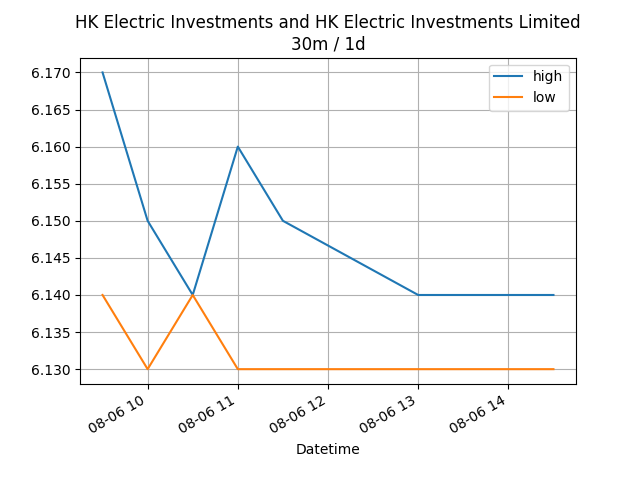 HK Electric Investments and HK Electric Investments Limited
30m / 1d
high
low
6.170
6.165
6.160
6.155
6.150
6.145
6.140
6.135
6.130
08-06 10
08-06 11
08-06 12
08-06 13
08-06 14
Datetime